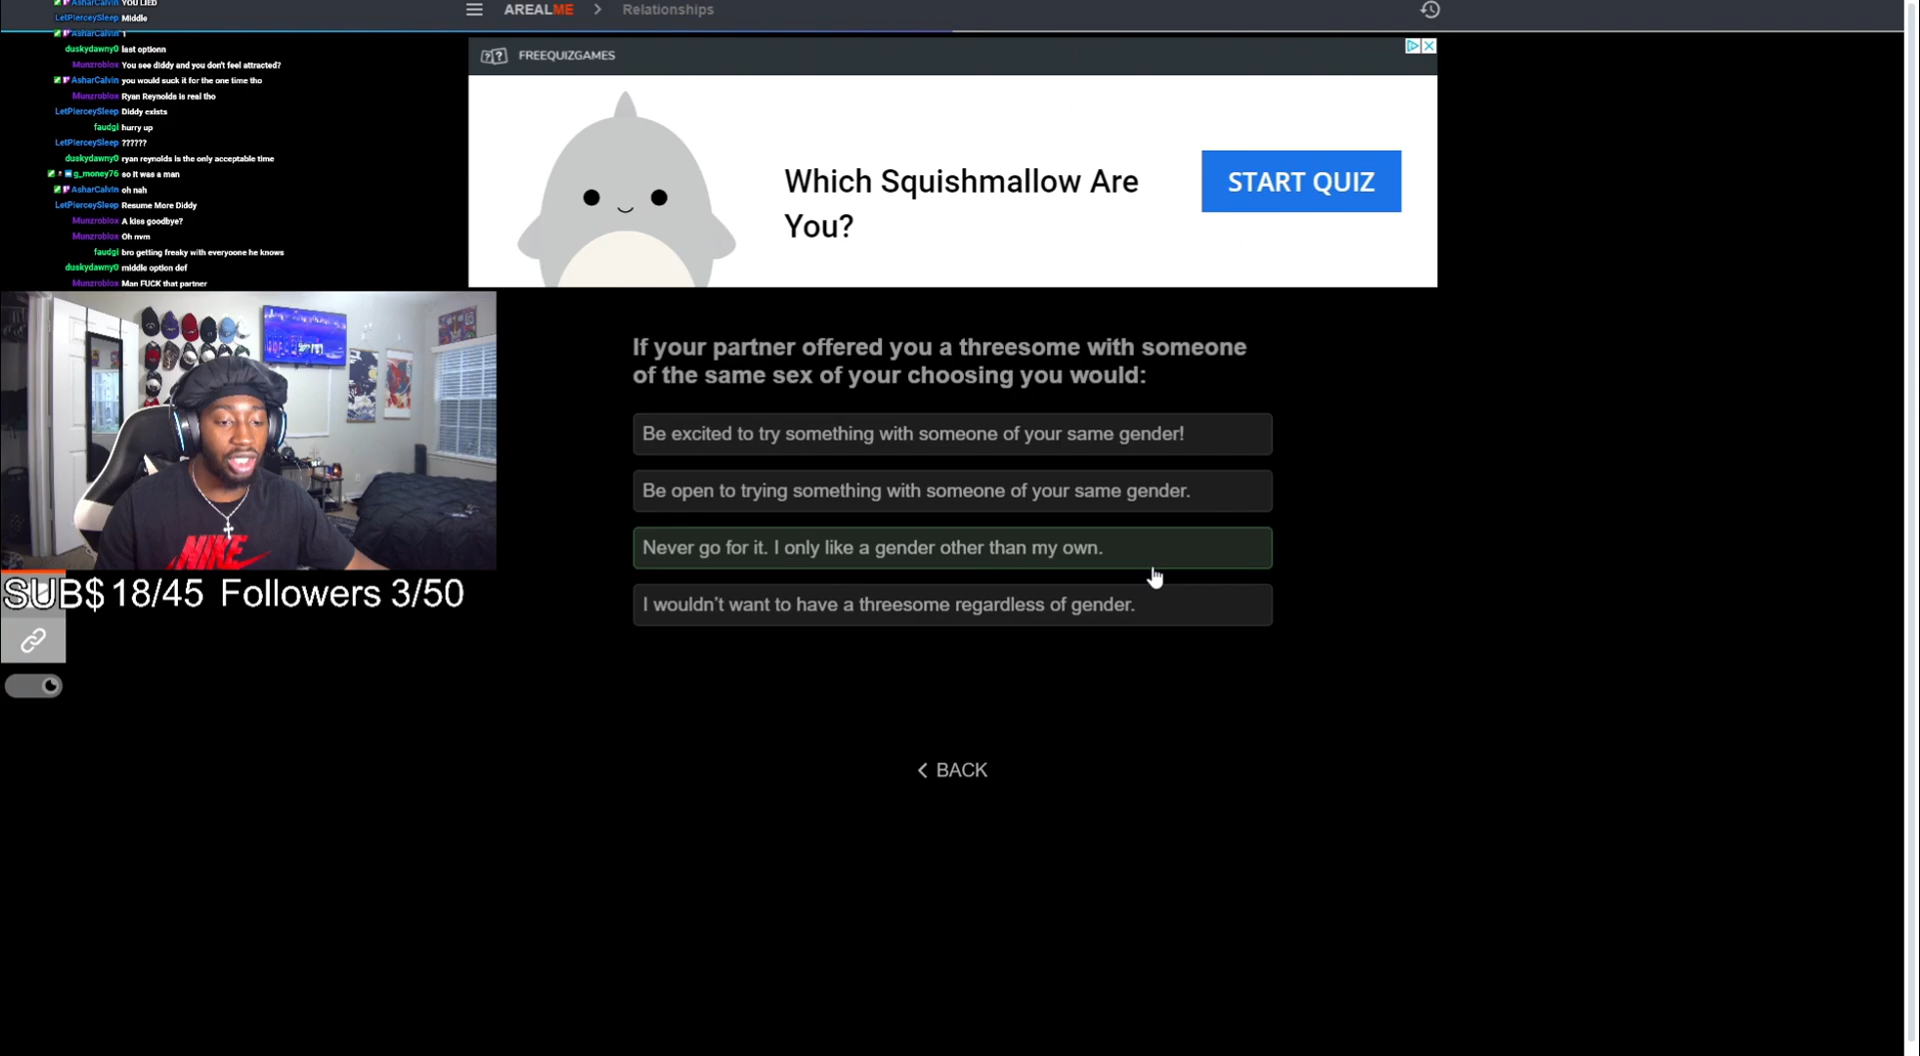 AsharCalvin YOU LIED
LetPierceySleep Middle
AsharCalvin 1
duskydawny0 last optionn
Munzroblox You see diddy and you don't feel attracted?
AsharCalvin you would suck it for the one time tho
Munzroblox Ryan Reynolds is real tho
LetPierceySleep Diddy exists
faudgi hurry up
LetPierceySleep ??????
duskydawny0 ryan reynolds is the only acceptable time
g_money76 so it was a man
AsharCalvin oh nah
LetPierceySleep Resume More Diddy
Munzroblox A kiss goodbye?
Munzroblox Oh nvm
faudgi bro getting freaky with everyoone he knows
duskydawny0 middle option def
Munzroblox Man FUCK that partner
AREALME > Relationships
FREEQUIZGAMES
Which Squishmallow Are
You?
START QUIZ
If your partner offered you a threesome with someone
of the same sex of your choosing you would:
Be excited to try something with someone of your same gender!
Be open to trying something with someone of your same gender.
Never go for it. I only like a gender other than my own.
I wouldn't want to have a threesome regardless of gender.
BACK
NIKE
SUB$ 18/45 Followers 3/50